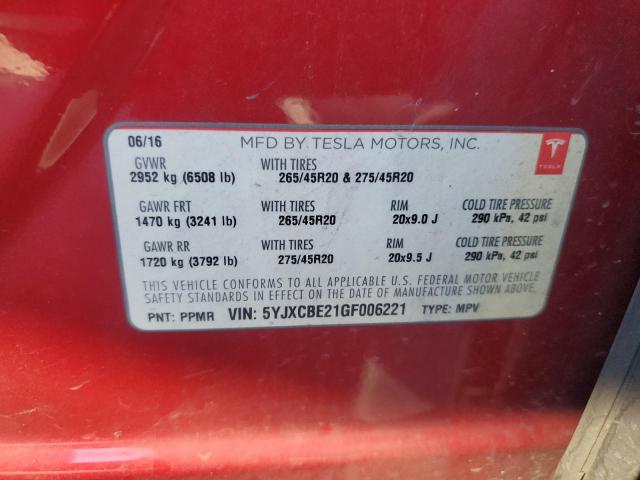 06/16 MFD BY TESLA MOTORS, INC.
TESLA
GVWR WITH TIRES
2952 kg (6508 lb) 265/45R20 & 275/45R20
GAWR FRT WITH TIRES RIM COLD TIRE PRESSURE
1470 kg (3241 lb) 265/45R20 20x9.0 J 290 kPa, 42 psi
GAWR RR WITH TIRES RIM COLD TIRE PRESSURE
1720 kg (3792 lb) 275/45R20 20x9.5 J 290 kPa, 42 psi
THIS VEHICLE CONFORMS TO ALL APPLICABLE U.S. FEDERAL MOTOR VEHICLE
SAFETY STANDARDS IN EFFECT ON THE DATE OF MANUFACTURE SHOWN ABOVE.
PNT: PPMR VIN: 5YJXCBE21GF006221 TYPE: MPV